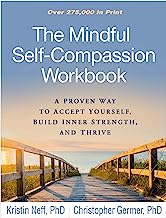 Over 275,000 in Print
The Mindful
Self-Compassion
Workbook
A PROVEN WAY
TO ACCEPT YOURSELF,
BUILD INNER STRENGTH,
AND THRIVE
Kristin Neff, PhD | Christopher Germer, PhD